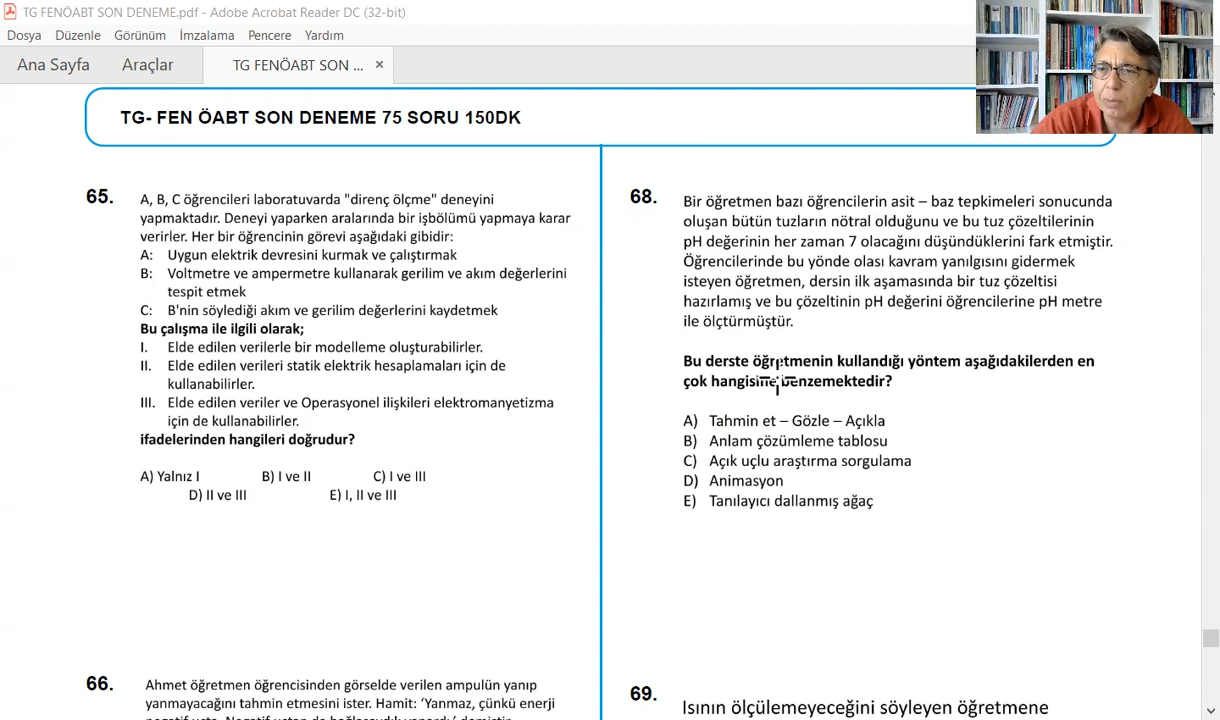 TG FENÖABT SON DENEME.pdf - Adobe Acrobat Reader DC (32-bit)
Dosya Düzenle Görünüm İmzalama Pencere Yardım
Ana Sayfa Araçlar TG FENÖABT SON ... ×
TG- FEN ÖABT SON DENEME 75 SORU 150DK
65. A, B, C öğrencileri laboratuvarda "direnç ölçme" deneyini
yapmaktadır. Deneyi yaparken aralarında bir işbölümü yapmaya karar
verirler. Her bir öğrencinin görevi aşağıdaki gibidir:
A: Uygun elektrik devresini kurmak ve çalıştırmak
B: Voltmetre ve ampermetre kullanarak gerilim ve akım değerlerini
tespit etmek
C: B'nin söylediği akım ve gerilim değerlerini kaydetmek
Bu çalışma ile ilgili olarak;
I. Elde edilen verilerle bir modelleme oluşturabilirler.
II. Elde edilen verileri statik elektrik hesaplamaları için de
kullanabilirler.
III. Elde edilen veriler ve Operasyonel ilişkileri elektromanyetizma
için de kullanabilirler.
ifadelerinden hangileri doğrudur?
A) Yalnız I B) I ve II C) I ve III
D) II ve III E) I, II ve III
66. Ahmet öğretmen öğrencisinden görselde verilen ampulün yanıp
yanmayacağını tahmin etmesini ister. Hamit: ‘Yanmaz, çünkü enerji
68. Bir öğretmen bazı öğrencilerin asit – baz tepkimeleri sonucunda
oluşan bütün tuzların nötral olduğunu ve bu tuz çözeltilerinin
pH değerinin her zaman 7 olacağını düşündüklerini fark etmiştir.
Öğrencilerinde bu yönde olası kavram yanılgısını gidermek
isteyen öğretmen, dersin ilk aşamasında bir tuz çözeltisi
hazırlamış ve bu çözeltinin pH değerini öğrencilerine pH metre
ile ölçtürmüştür.
Bu derste öğretmenin kullandığı yöntem aşağıdakilerden en
çok hangisine benzemektedir?
A) Tahmin et – Gözle – Açıkla
B) Anlam çözümleme tablosu
C) Açık uçlu araştırma sorgulama
D) Animasyon
E) Tanılayıcı dallanmış ağaç
69. Isının ölçülemeyeceğini söyleyen öğretmene